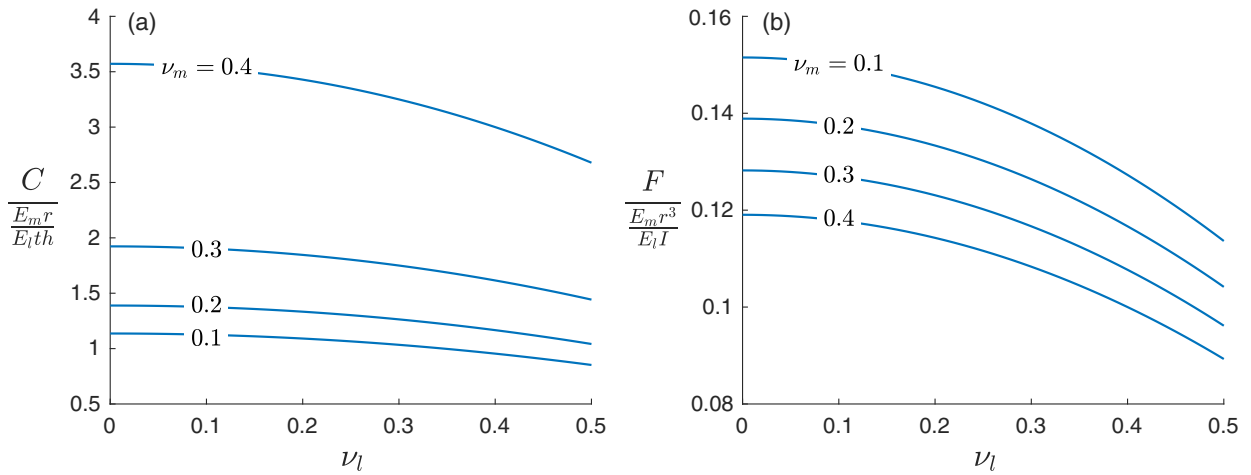 (a)
4
3.5
3
2.5
2
1.5
1
0.5
C
E_m r
E_l th
ν_m = 0.4
0.3
0.2
0.1
0 0.1 0.2 0.3 0.4 0.5
ν_l
(b)
0.16
0.14
0.12
0.1
0.08
F
E_m r^3
E_l I
ν_m = 0.1
0.2
0.3
0.4
0 0.1 0.2 0.3 0.4 0.5
ν_l